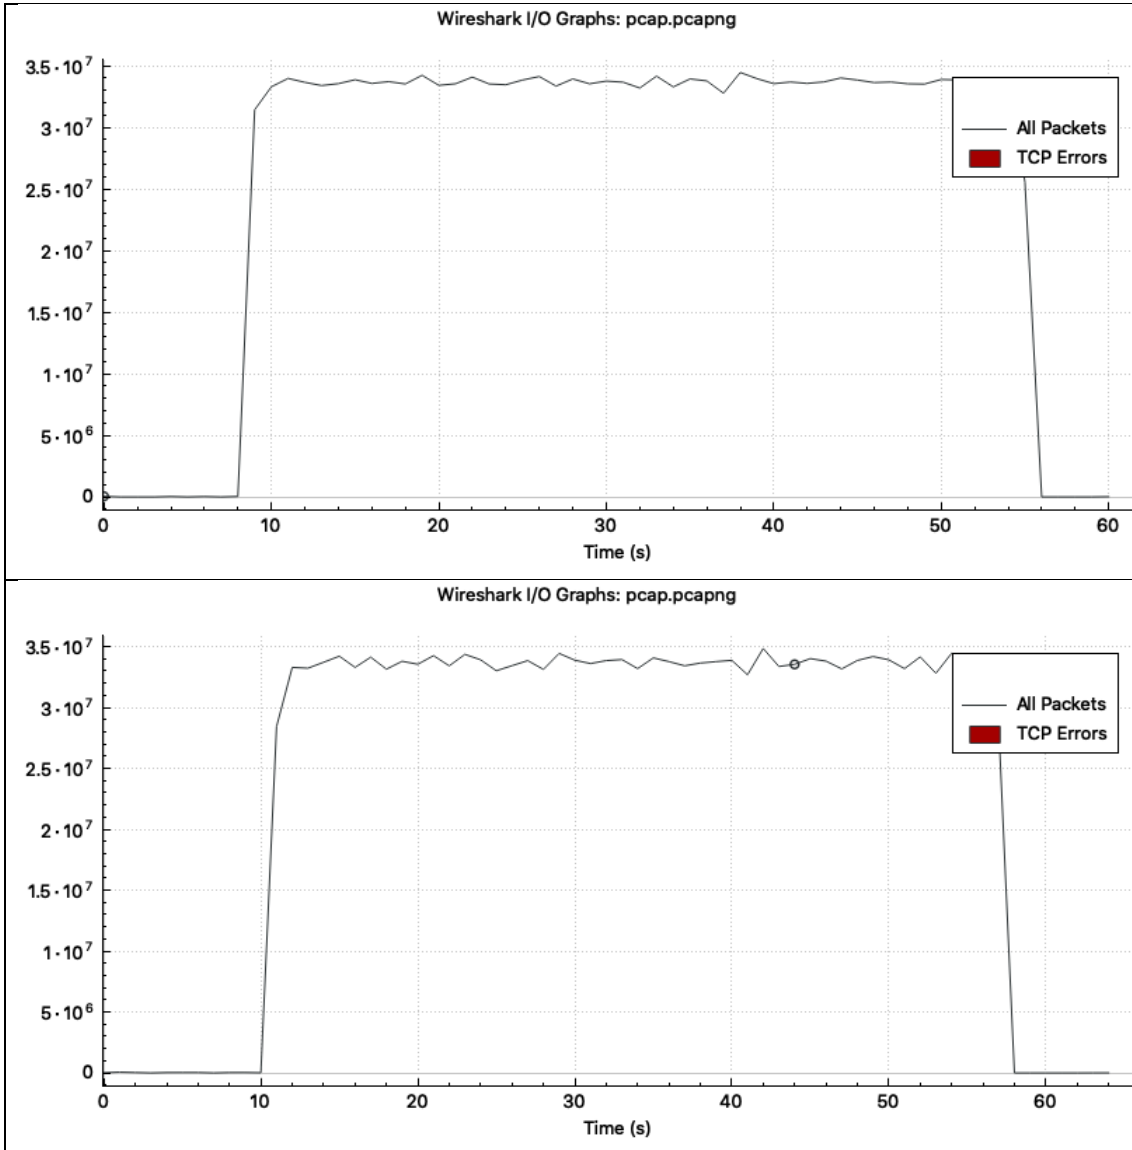 Wireshark I/O Graphs: pcap.pcapng
3.5·10⁷
3·10⁷
2.5·10⁷
2·10⁷
1.5·10⁷
1·10⁷
5·10⁶
0
All Packets
TCP Errors
0 10 20 30 40 50 60
Time (s)
Wireshark I/O Graphs: pcap.pcapng
3.5·10⁷
3·10⁷
2.5·10⁷
2·10⁷
1.5·10⁷
1·10⁷
5·10⁶
0
All Packets
TCP Errors
0 10 20 30 40 50 60
Time (s)